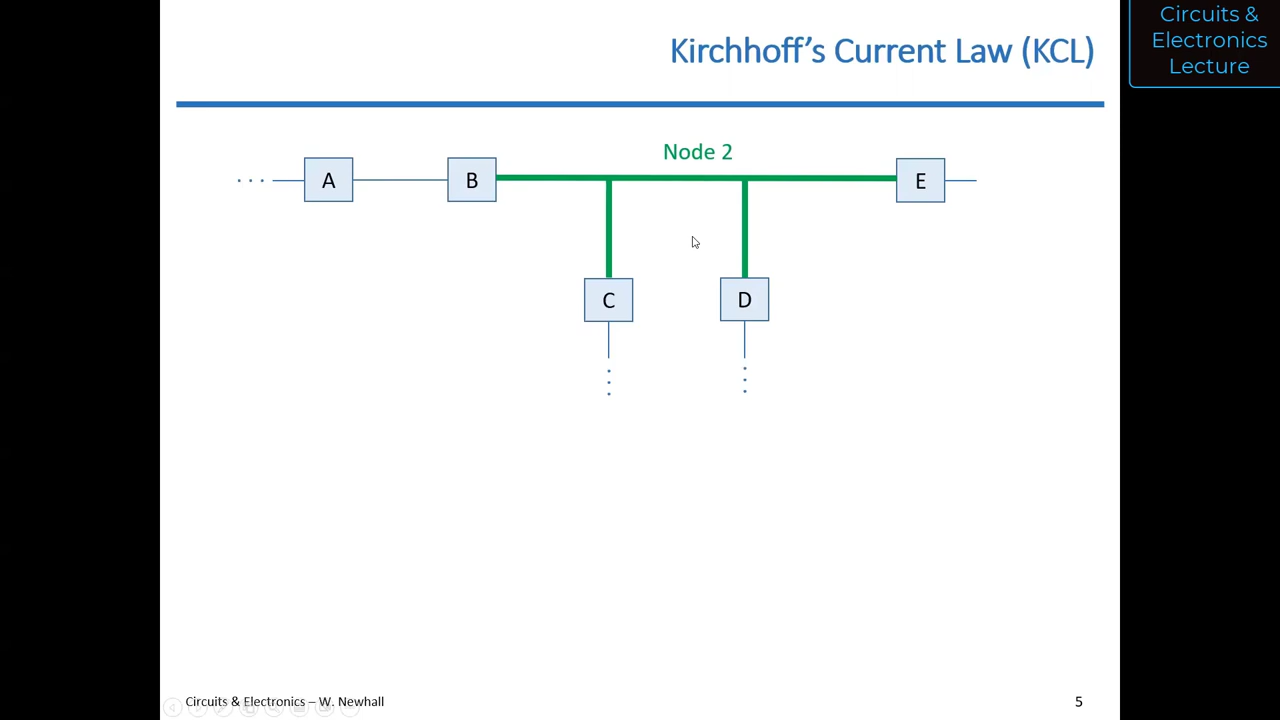 Circuits &
Electronics
Lecture
Kirchhoff's Current Law (KCL)
Node 2
A
B
E
C
D
Circuits & Electronics – W. Newhall
5